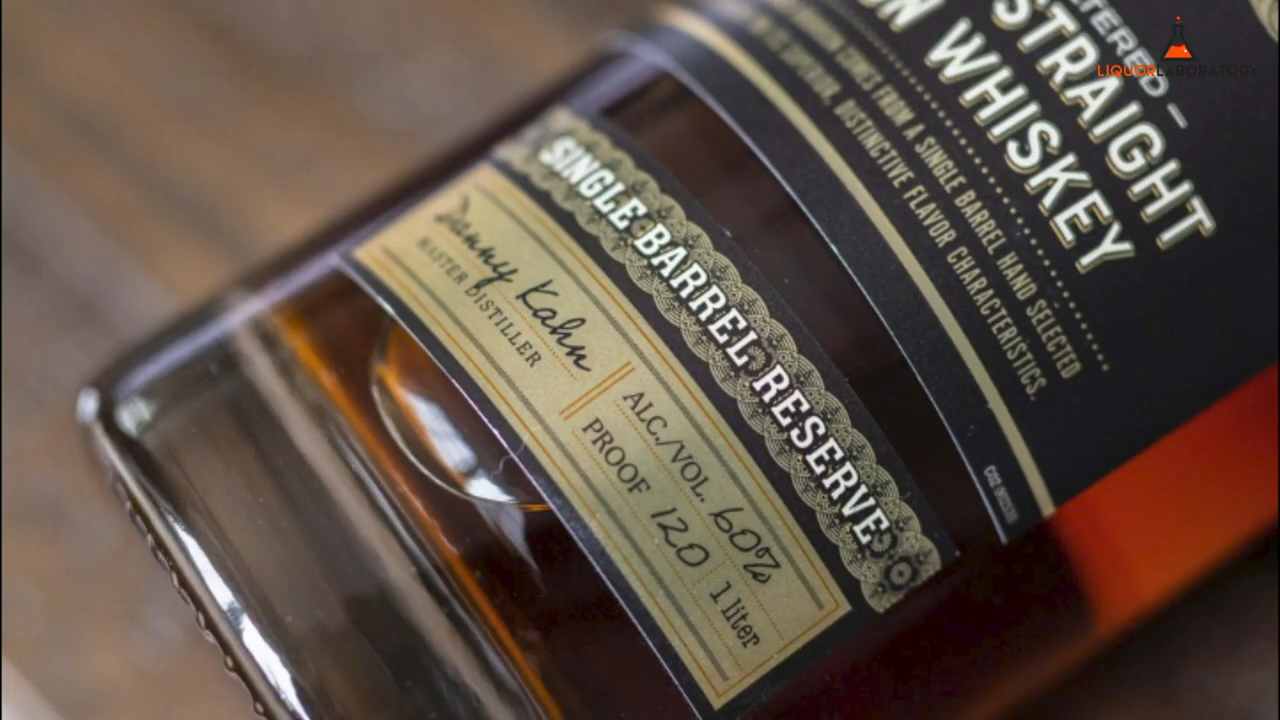 LIQUORLABORATORY
STRAIGHT
WHISKEY
FROM A SINGLE BARREL HAND SELECTED
DISTINCTIVE FLAVOR CHARACTERISTICS.
SINGLE BARREL RESERVE
Danny Kahn
MASTER DISTILLER
ALC./VOL. 60%
PROOF 120
1 liter